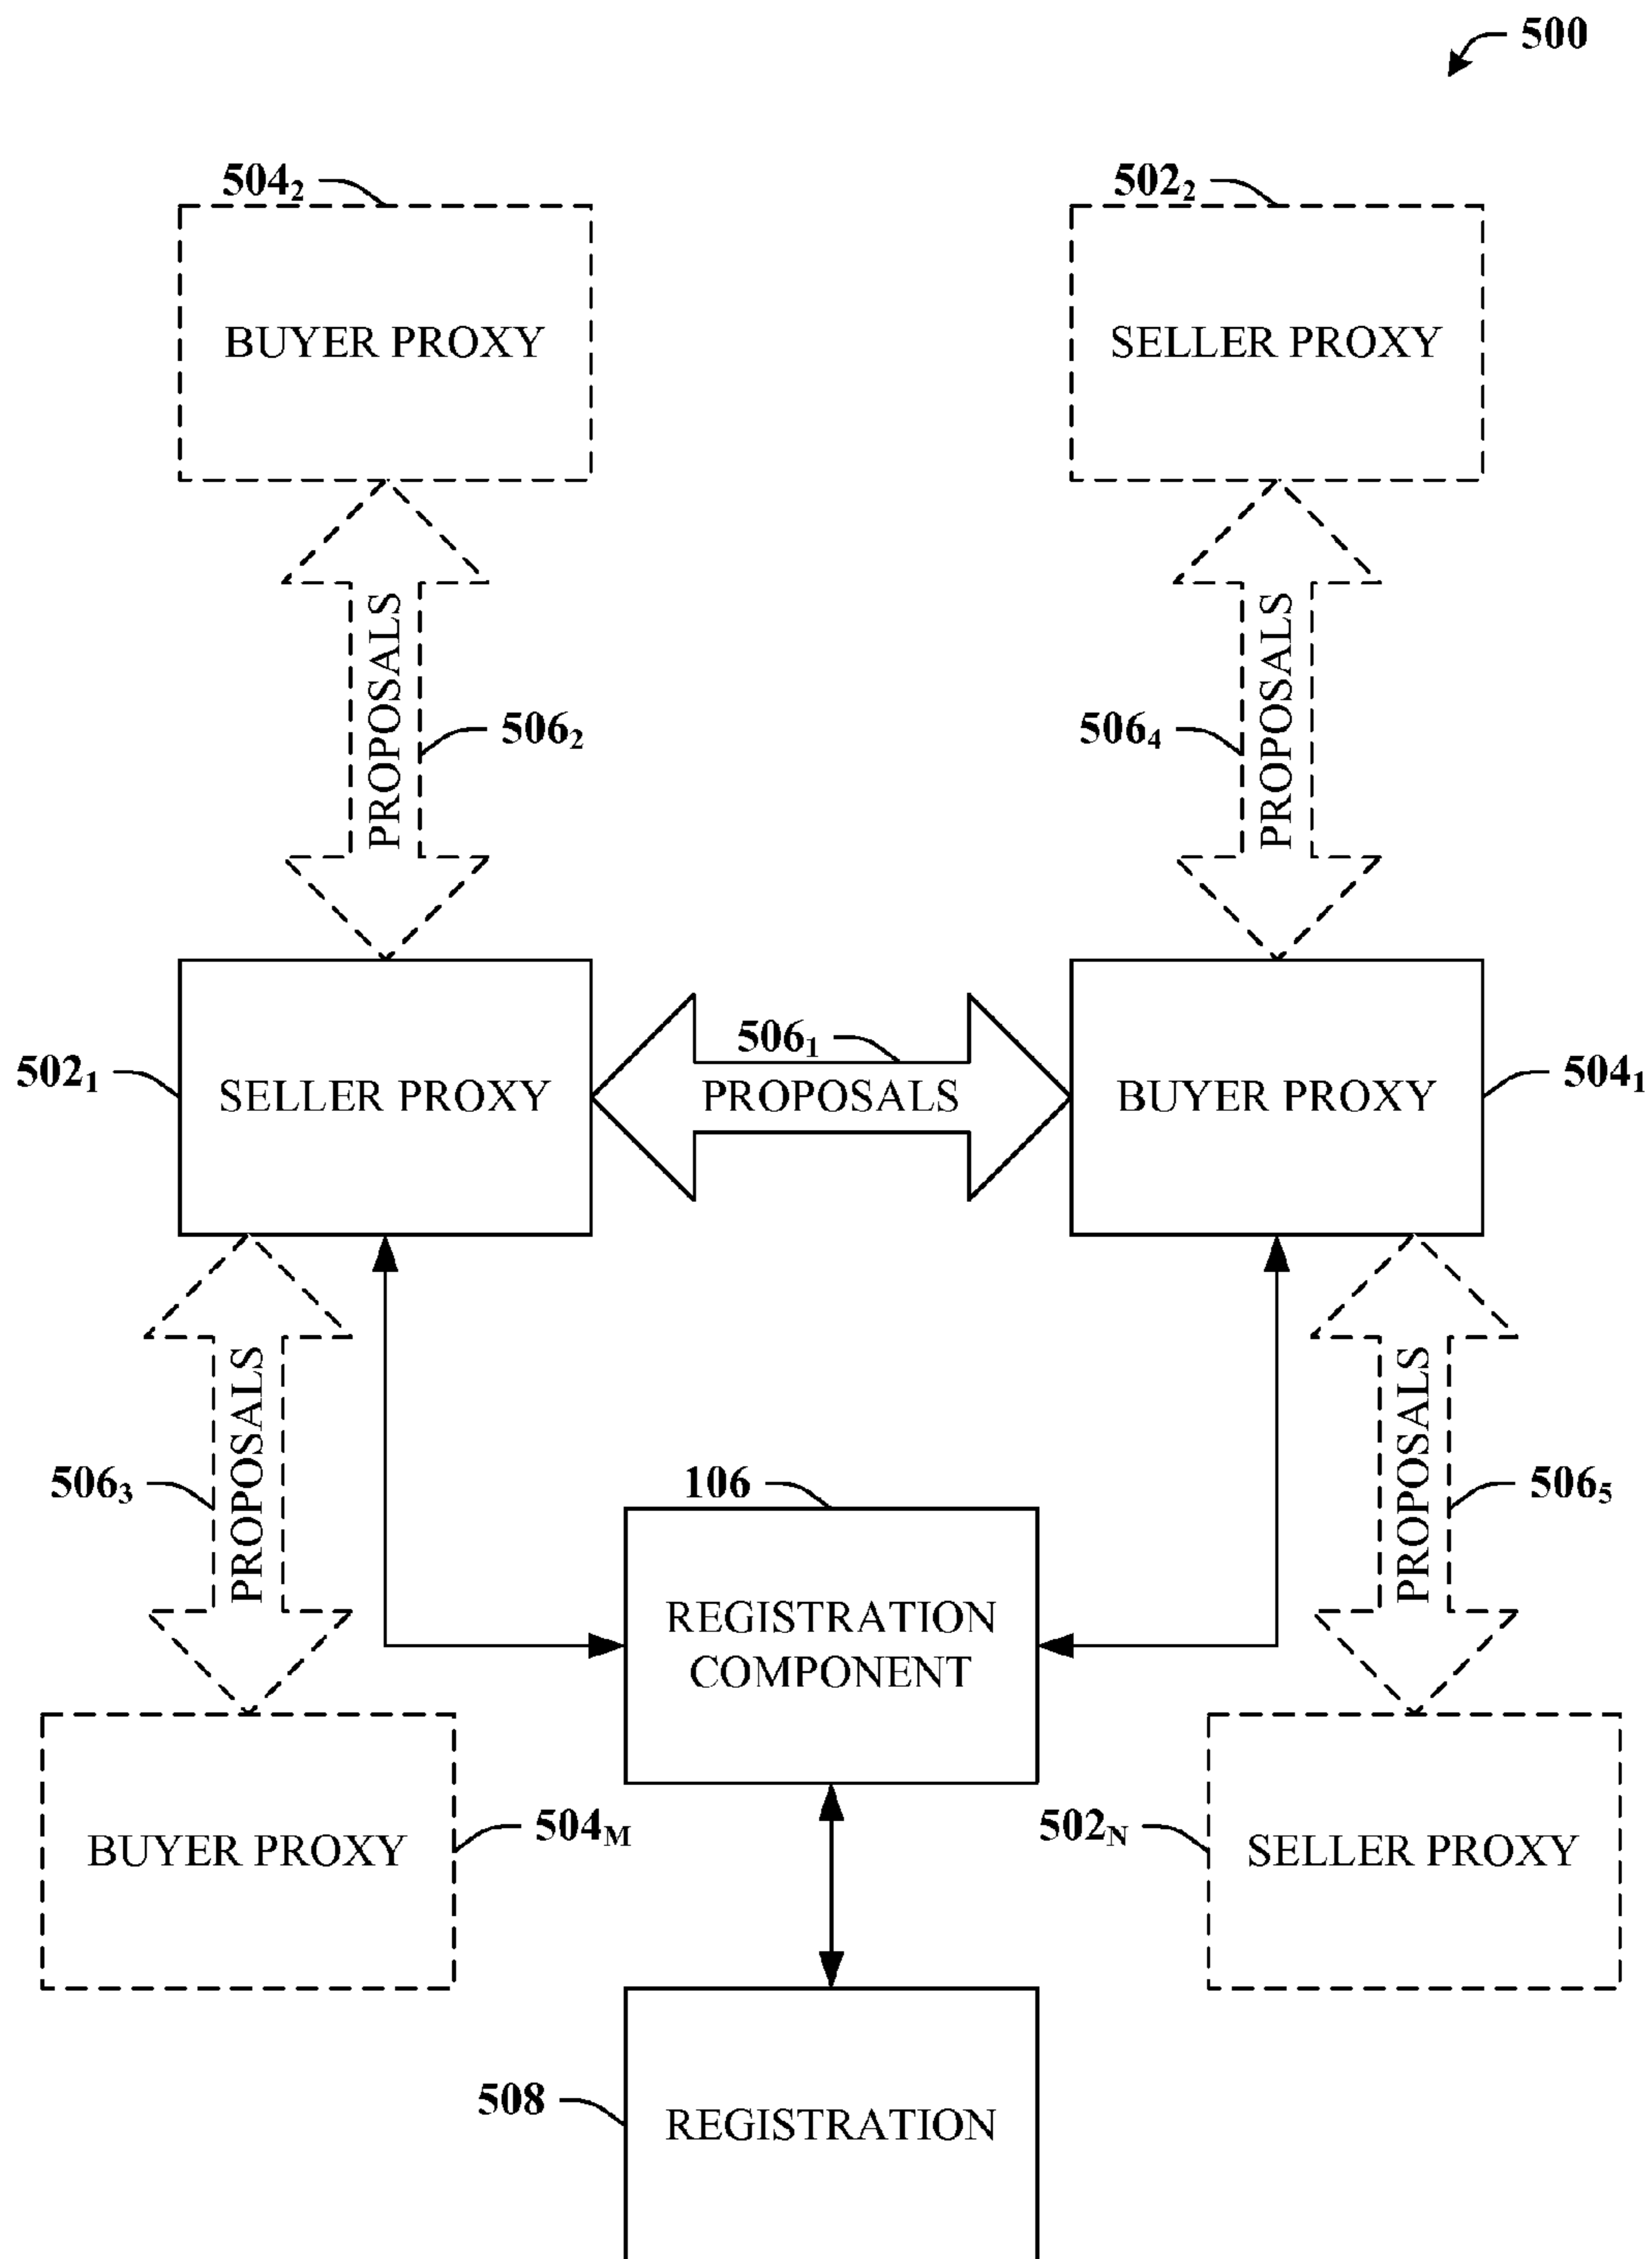 500
504₂
502₂
BUYER PROXY
SELLER PROXY
PROPOSALS
506₂
506₄
PROPOSALS
502₁
SELLER PROXY
506₁
PROPOSALS
BUYER PROXY
504₁
506₃
PROPOSALS
106
REGISTRATION
COMPONENT
PROPOSALS
506₅
BUYER PROXY
504M
502N
SELLER PROXY
508
REGISTRATION